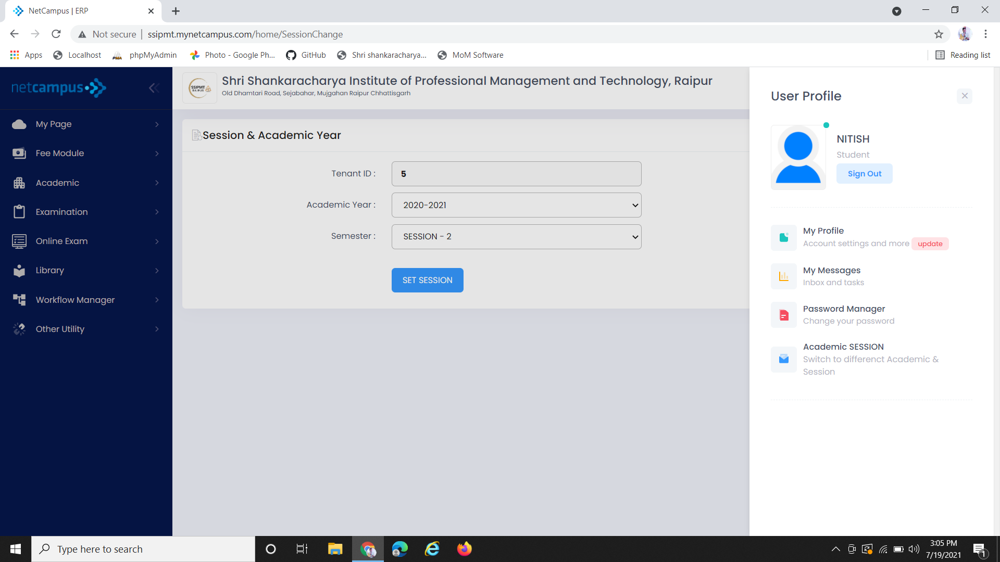 NetCampus | ERP
Not secure
ssipmt.mynetcampus.com/home/SessionChange
Apps
Localhost
phpMyAdmin
Photo - Google Ph...
GitHub
Shri shankaracharya...
MoM Software
Reading list
netcampus
SSIPMT
RAIPUR
Shri Shankaracharya Institute of Professional Management and Technology, Raipur
Old Dhamtari Road, Sejabahar, Mujgahan Raipur Chhattisgarh
My Page
Fee Module
Academic
Examination
Online Exam
Library
Workflow Manager
Other Utility
Session & Academic Year
Tenant ID :
5
Academic Year :
2020-2021
Semester :
SESSION - 2
SET SESSION
User Profile
NITISH
Student
Sign Out
My Profile
Account settings and more update
My Messages
Inbox and tasks
Password Manager
Change your password
Academic SESSION
Switch to differenct Academic &
Session
Type here to search
3:05 PM
7/19/2021
1